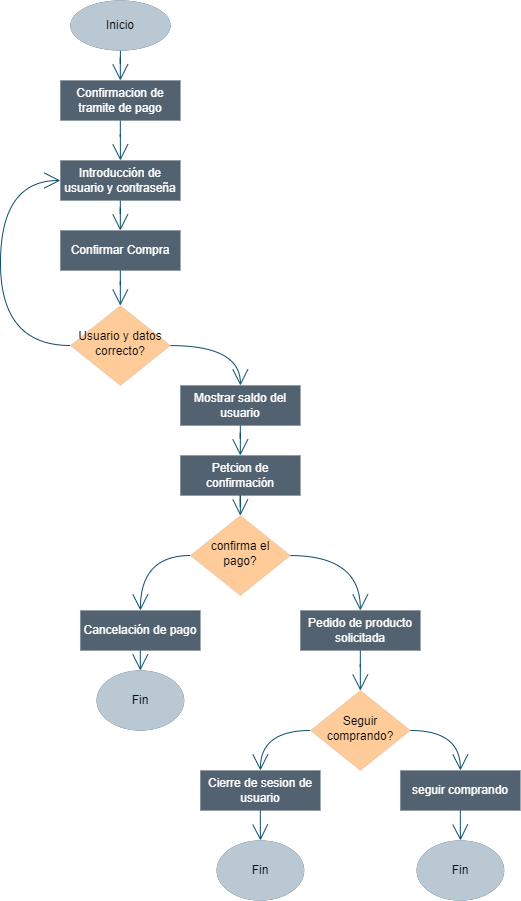 Inicio
Confirmacion de
tramite de pago
Introducción de
usuario y contraseña
Confirmar Compra
Usuario y datos
correcto?
Mostrar saldo del
usuario
Petcion de
confirmación
confirma el
pago?
Cancelación de pago
Pedido de producto
solicitada
Fin
Seguir
comprando?
Cierre de sesion de
usuario
seguir comprando
Fin
Fin